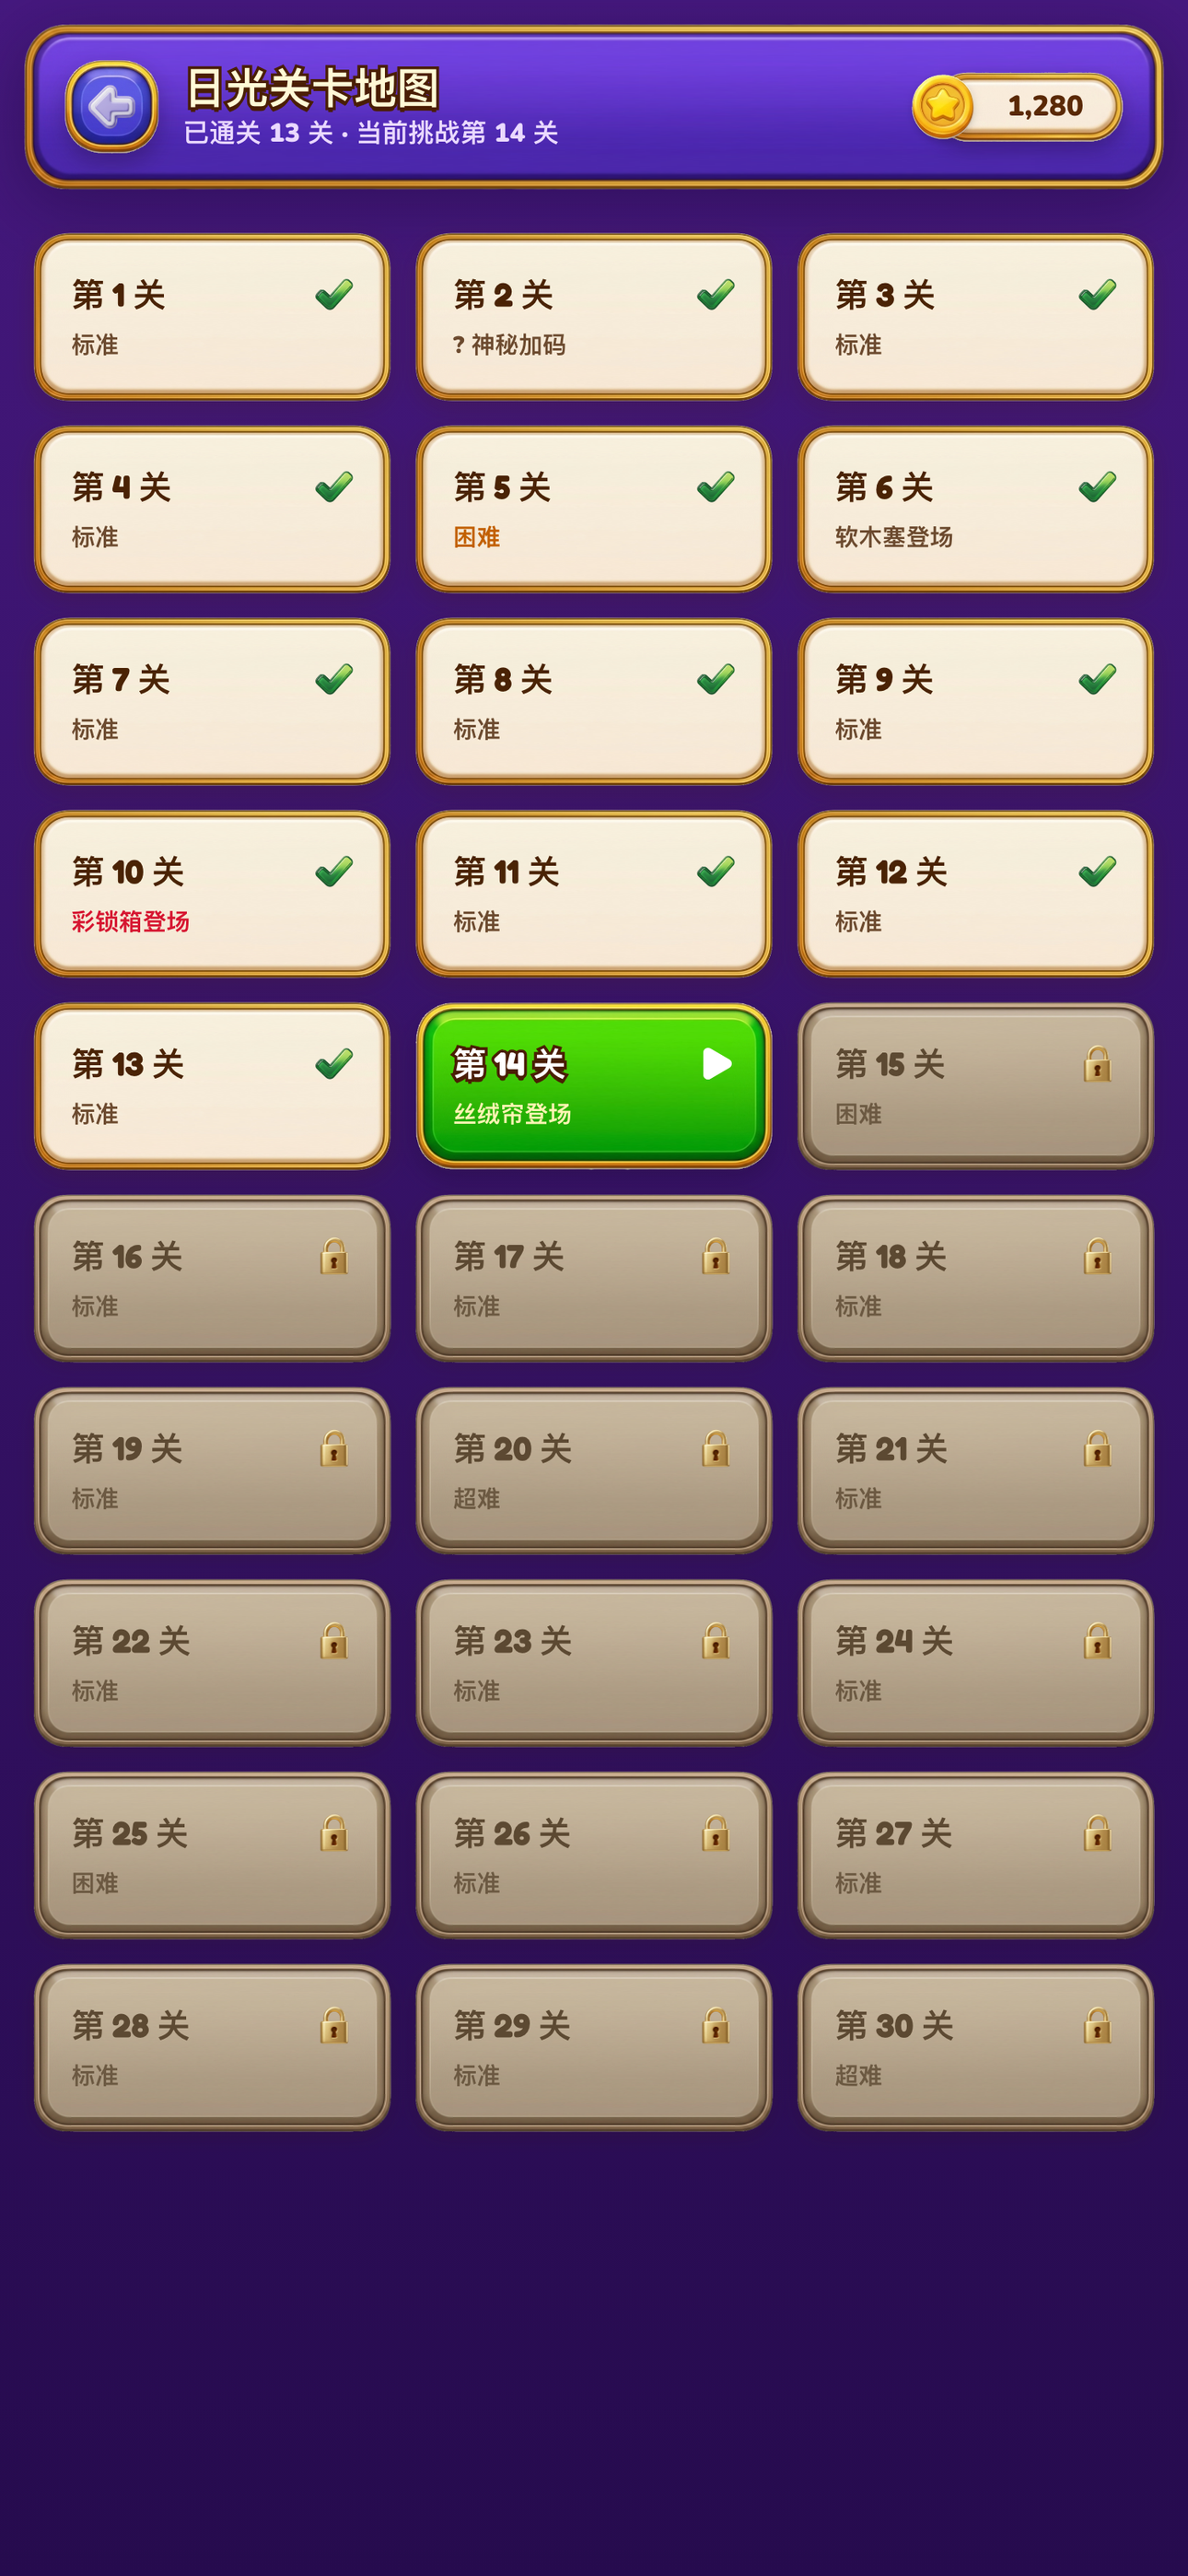 日光关卡地图
已通关 13 关 · 当前挑战第 14 关
1,280
第 1 关
标准
第 2 关
? 神秘加码
第 3 关
标准
第 4 关
标准
第 5 关
困难
第 6 关
软木塞登场
第 7 关
标准
第 8 关
标准
第 9 关
标准
第 10 关
彩锁箱登场
第 11 关
标准
第 12 关
标准
第 13 关
标准
第 14 关
丝绒帘登场
第 15 关
困难
第 16 关
标准
第 17 关
标准
第 18 关
标准
第 19 关
标准
第 20 关
超难
第 21 关
标准
第 22 关
标准
第 23 关
标准
第 24 关
标准
第 25 关
困难
第 26 关
标准
第 27 关
标准
第 28 关
标准
第 29 关
标准
第 30 关
超难